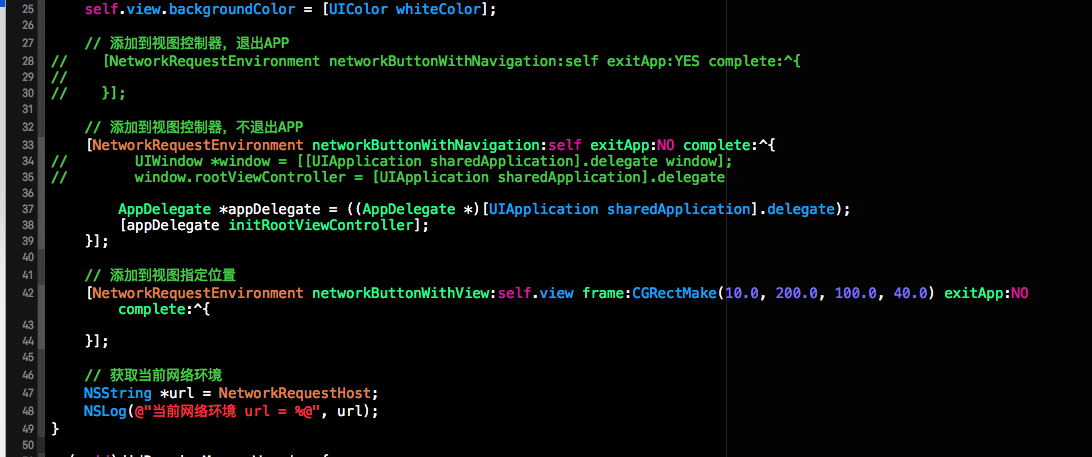 25 self.view.backgroundColor = [UIColor whiteColor];
26
27 // 添加到视图控制器，退出APP
28 // [NetworkRequestEnvironment networkButtonWithNavigation:self exitApp:YES complete:^{
29 //
30 // }];
31
32 // 添加到视图控制器，不退出APP
33 [NetworkRequestEnvironment networkButtonWithNavigation:self exitApp:NO complete:^{
34 // UIWindow *window = [[UIApplication sharedApplication].delegate window];
35 // window.rootViewController = [UIApplication sharedApplication].delegate
36
37 AppDelegate *appDelegate = ((AppDelegate *)[UIApplication sharedApplication].delegate);
38 [appDelegate initRootViewController];
39 }];
40
41 // 添加到视图指定位置
42 [NetworkRequestEnvironment networkButtonWithView:self.view frame:CGRectMake(10.0, 200.0, 100.0, 40.0) exitApp:NO
complete:^{
43
44 }];
45
46 // 获取当前网络环境
47 NSString *url = NetworkRequestHost;
48 NSLog(@"当前网络环境 url = %@", url);
49 }
50